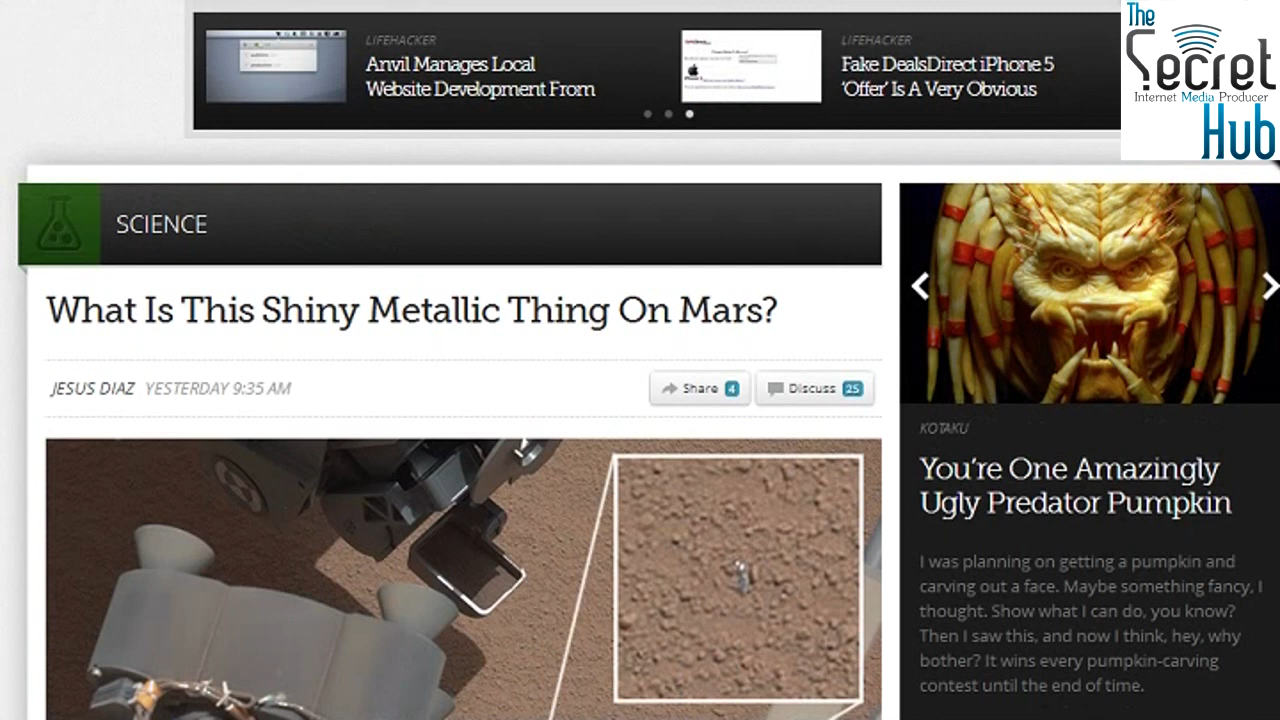 LIFEHACKER
Anvil Manages Local
Website Development From
LIFEHACKER
Fake DealsDirect iPhone 5
‘Offer’ Is A Very Obvious
The
Secret
Internet Media Producer
Hub
SCIENCE
What Is This Shiny Metallic Thing On Mars?
JESUS DIAZ YESTERDAY 9:35 AM
Share 4
Discuss 25
KOTAKU
You’re One Amazingly
Ugly Predator Pumpkin
I was planning on getting a pumpkin and
carving out a face. Maybe something fancy, I
thought. Show what I can do, you know?
Then I saw this, and now I think, hey, why
bother? It wins every pumpkin-carving
contest until the end of time.